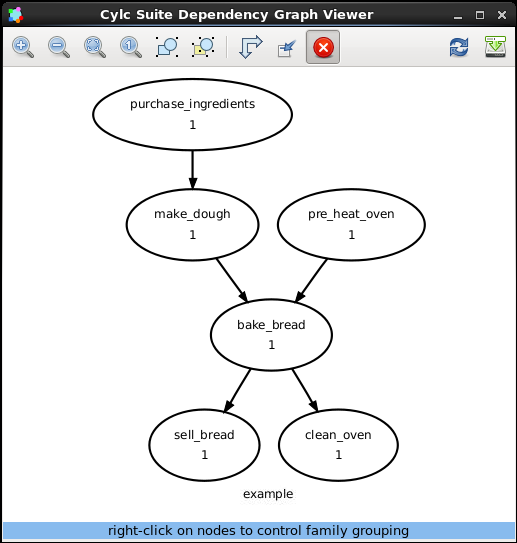 Cylc Suite Dependency Graph Viewer
1
purchase_ingredients
1
make_dough
1
pre_heat_oven
1
bake_bread
1
sell_bread
1
clean_oven
1
example
right-click on nodes to control family grouping